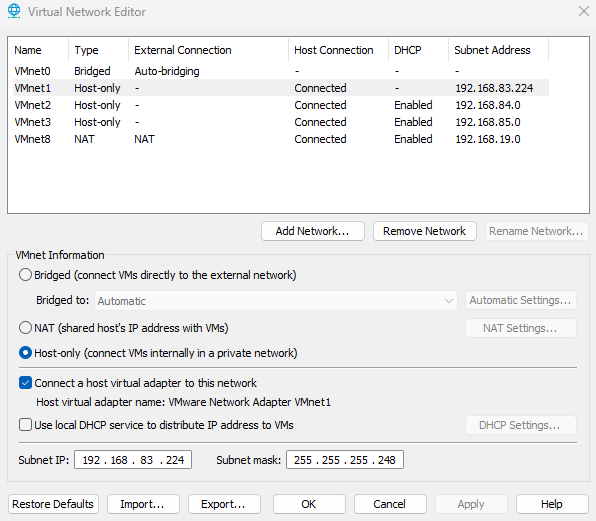 Virtual Network Editor
Name Type External Connection Host Connection DHCP Subnet Address
VMnet0 Bridged Auto-bridging - - -
VMnet1 Host-only - Connected - 192.168.83.224
VMnet2 Host-only - Connected Enabled 192.168.84.0
VMnet3 Host-only - Connected Enabled 192.168.85.0
VMnet8 NAT NAT Connected Enabled 192.168.19.0
Add Network... Remove Network Rename Network...
VMnet Information
Bridged (connect VMs directly to the external network)
Bridged to: Automatic Automatic Settings...
NAT (shared host's IP address with VMs) NAT Settings...
Host-only (connect VMs internally in a private network)
Connect a host virtual adapter to this network
Host virtual adapter name: VMware Network Adapter VMnet1
Use local DHCP service to distribute IP address to VMs DHCP Settings...
Subnet IP: 192 . 168 . 83 . 224 Subnet mask: 255 . 255 . 255 . 248
Restore Defaults Import... Export... OK Cancel Apply Help